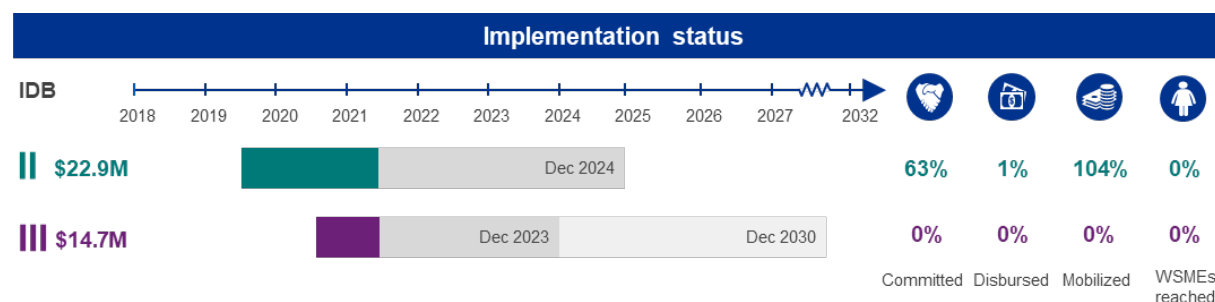 Implementation status
IDB
2018 2019 2020 2021 2022 2023 2024 2025 2026 2027 2032
II $22.9M Dec 2024 63% 1% 104% 0%
III $14.7M Dec 2023 Dec 2030 0% 0% 0% 0%
Committed Disbursed Mobilized WSMEs
reached